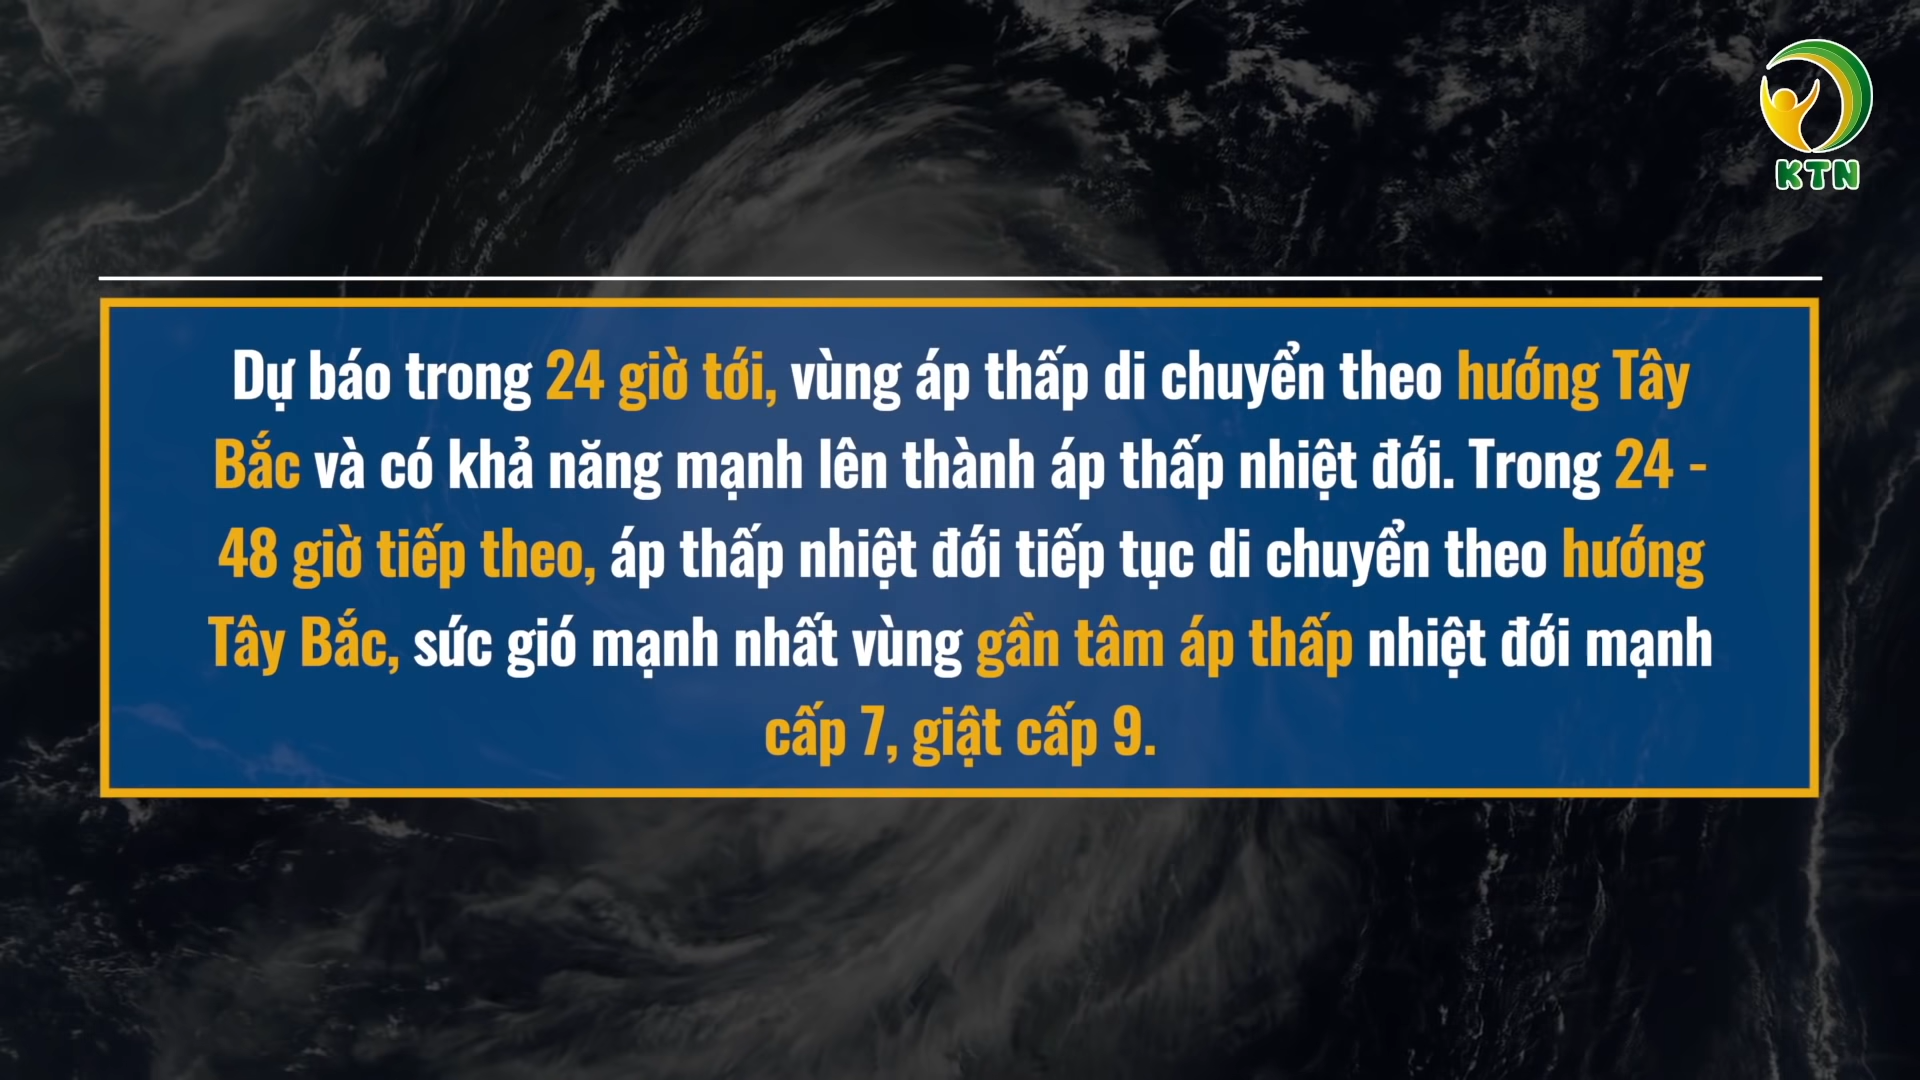 KTN
Dự báo trong 24 giờ tới, vùng áp thấp di chuyển theo hướng Tây
Bắc và có khả năng mạnh lên thành áp thấp nhiệt đới. Trong 24 -
48 giờ tiếp theo, áp thấp nhiệt đới tiếp tục di chuyển theo hướng
Tây Bắc, sức gió mạnh nhất vùng gần tâm áp thấp nhiệt đới mạnh
cấp 7, giật cấp 9.